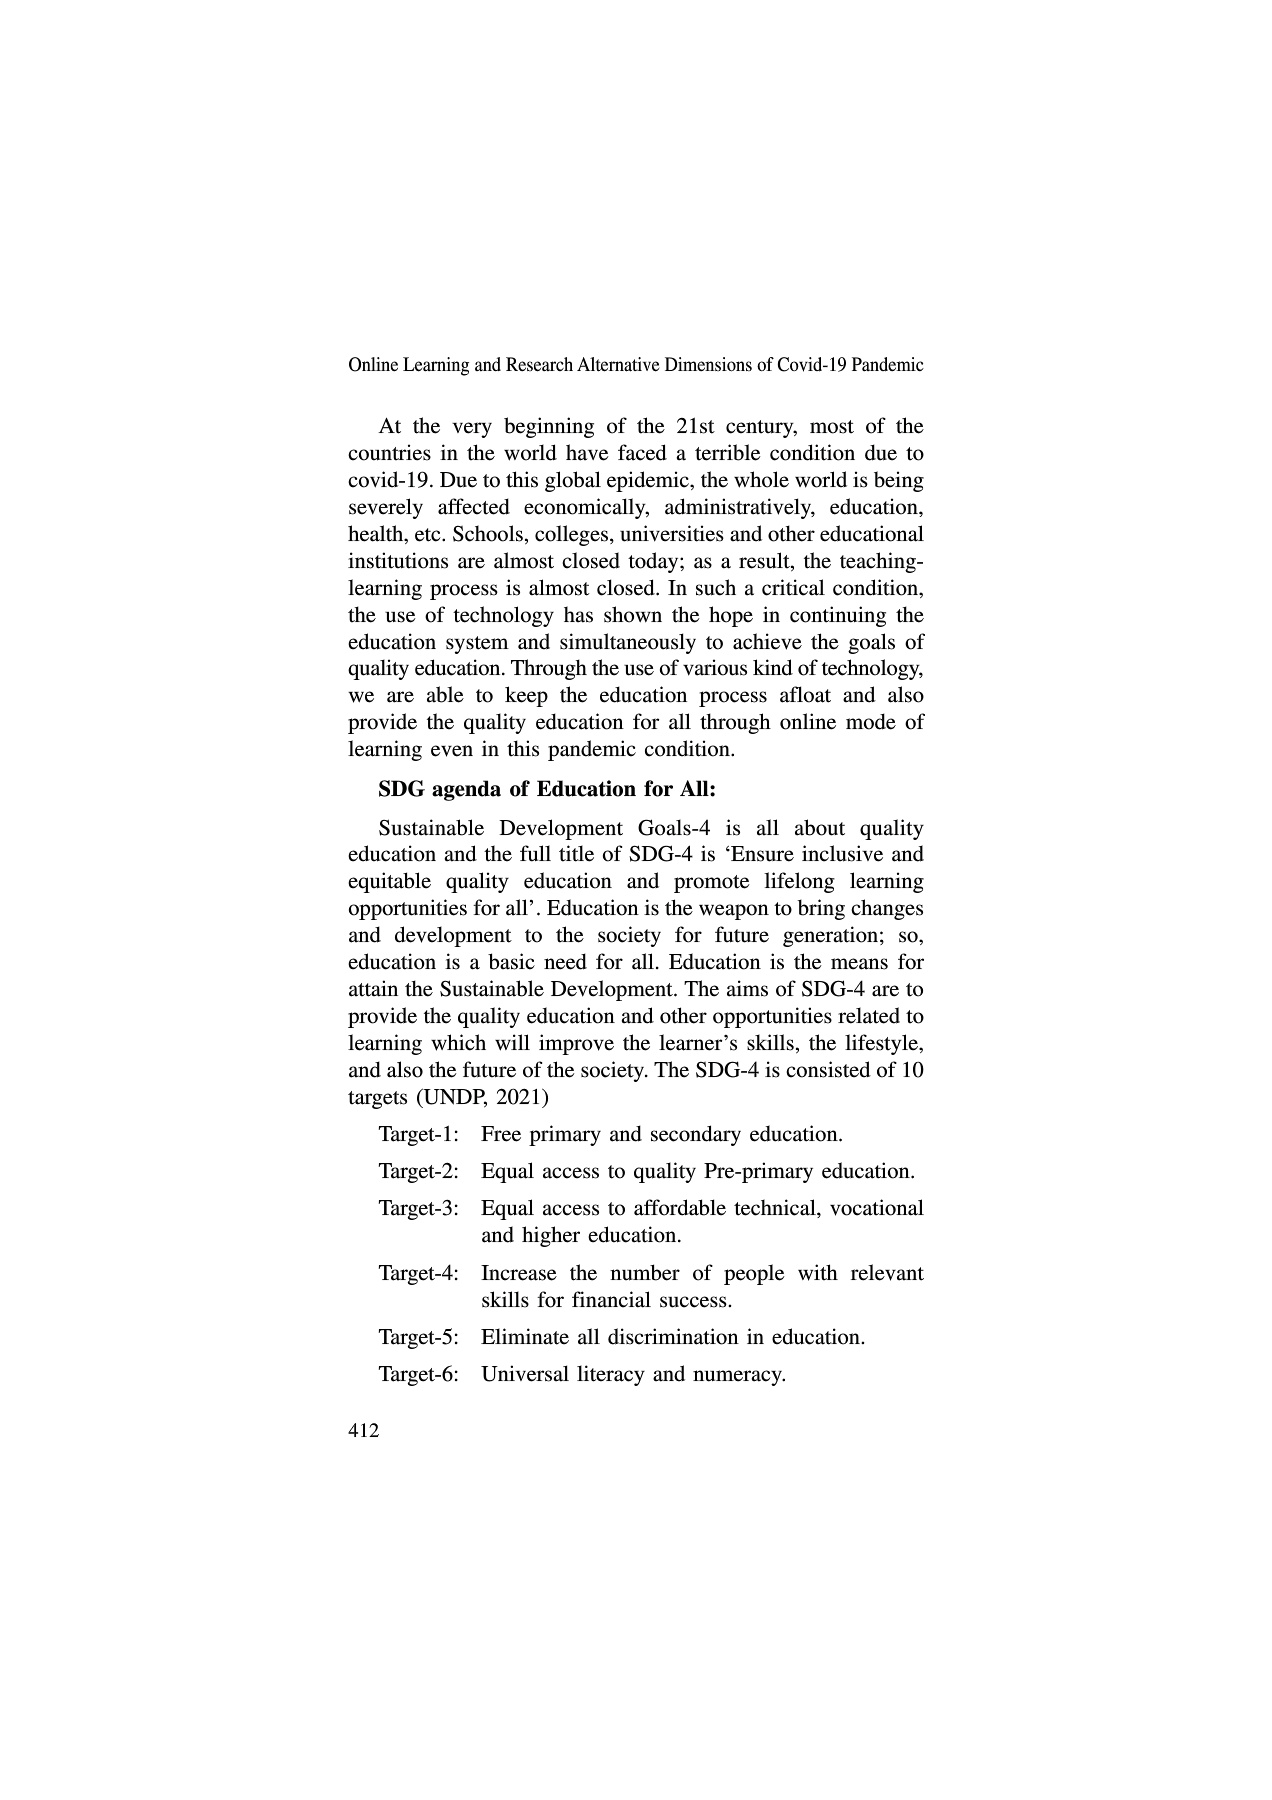 Online Learning and Research Alternative Dimensions of Covid-19 Pandemic
At the very beginning of the 21st century, most of the
countries in the world have faced a terrible condition due to
covid-19. Due to this global epidemic, the whole world is being
severely affected economically, administratively, education,
health, etc. Schools, colleges, universities and other educational
institutions are almost closed today; as a result, the teaching-
learning process is almost closed. In such a critical condition,
the use of technology has shown the hope in continuing the
education system and simultaneously to achieve the goals of
quality education. Through the use of various kind of technology,
we are able to keep the education process afloat and also
provide the quality education for all through online mode of
learning even in this pandemic condition.
SDG agenda of Education for All:
Sustainable Development Goals-4 is all about quality
education and the full title of SDG-4 is ‘Ensure inclusive and
equitable quality education and promote lifelong learning
opportunities for all’. Education is the weapon to bring changes
and development to the society for future generation; so,
education is a basic need for all. Education is the means for
attain the Sustainable Development. The aims of SDG-4 are to
provide the quality education and other opportunities related to
learning which will improve the learner’s skills, the lifestyle,
and also the future of the society. The SDG-4 is consisted of 10
targets (UNDP, 2021)
Target-1: Free primary and secondary education.
Target-2: Equal access to quality Pre-primary education.
Target-3: Equal access to affordable technical, vocational
and higher education.
Target-4: Increase the number of people with relevant
skills for financial success.
Target-5: Eliminate all discrimination in education.
Target-6: Universal literacy and numeracy.
412